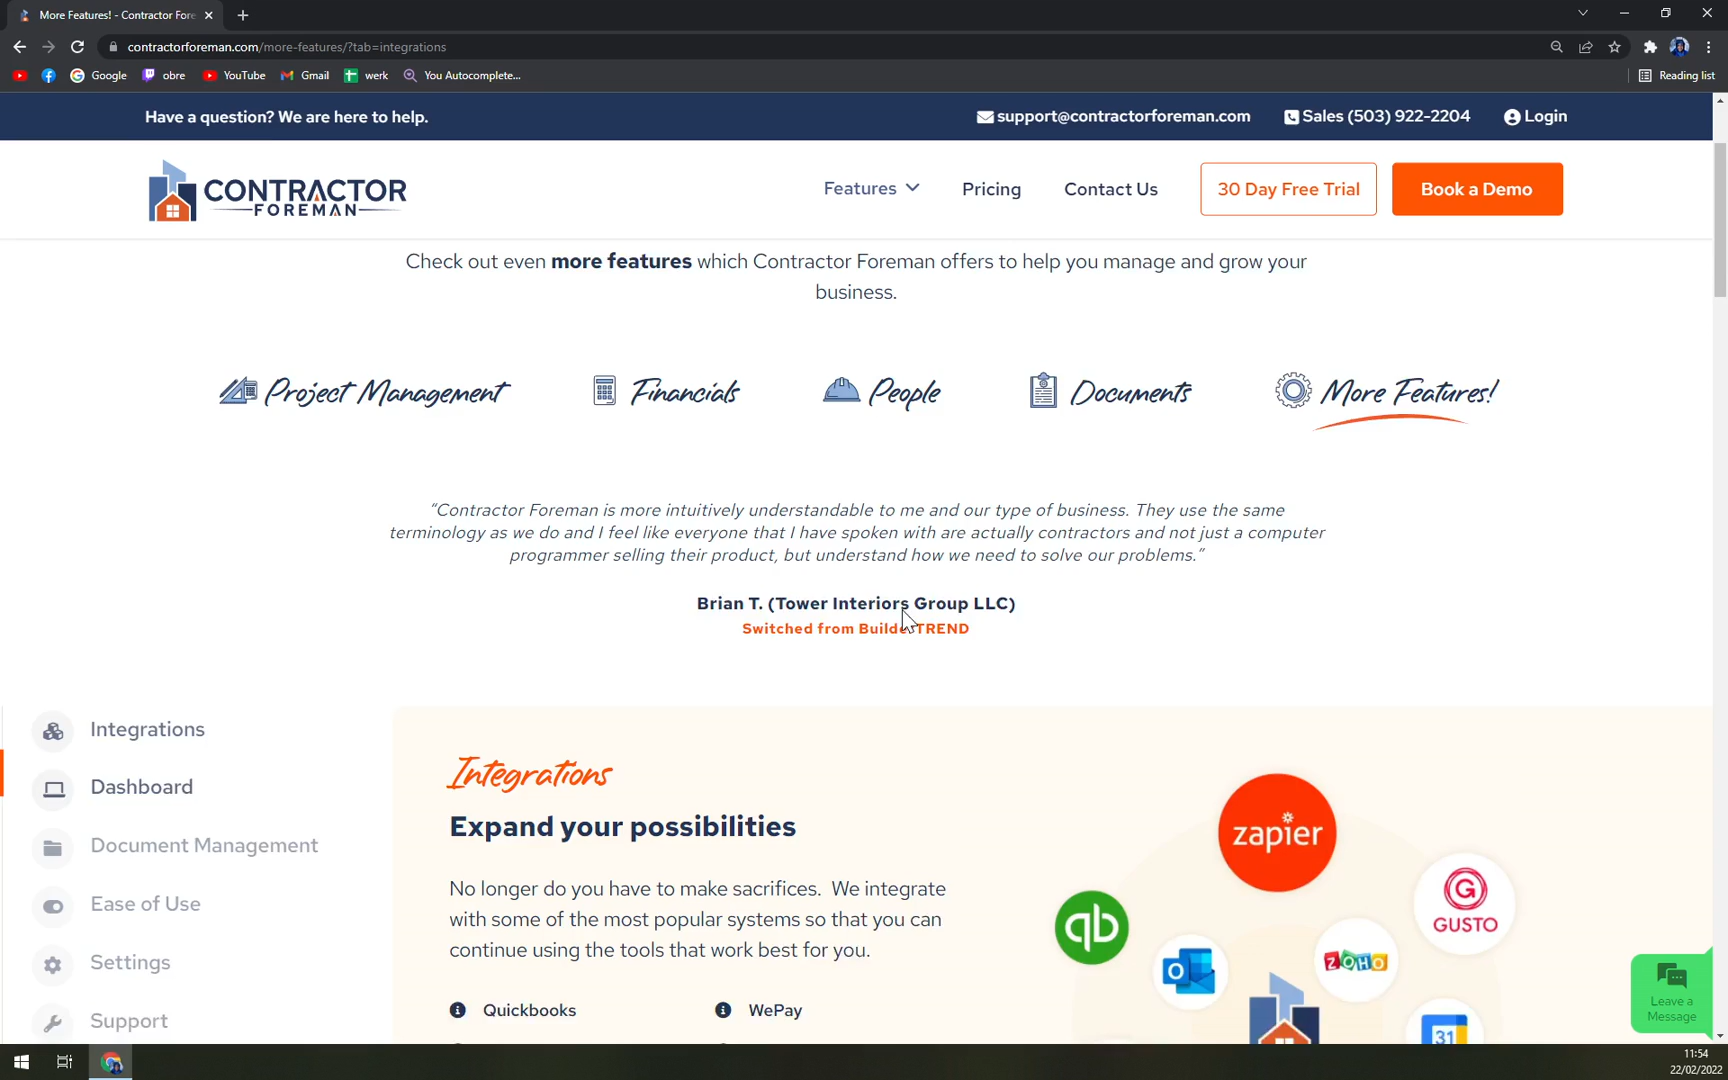 More Features! - Contractor Fore
contractorforeman.com/more-features/?tab=integrations
Google
obre
YouTube
Gmail
werk
You Autocomplete...
Reading list
Have a question? We are here to help.
support@contractorforeman.com
Sales (503) 922-2204
Login
CONTRACTOR
FOREMAN
Features
Pricing
Contact Us
30 Day Free Trial
Book a Demo
Check out even more features which Contractor Foreman offers to help you manage and grow your
business.
Project Management
Financials
People
Documents
More Features!
“Contractor Foreman is more intuitively understandable to me and our type of business. They use the same
terminology as we do and I feel like everyone that I have spoken with are actually contractors and not just a computer
programmer selling their product, but understand how we need to solve our problems.”
Brian T. (Tower Interiors Group LLC)
Switched from BuilderTREND
Integrations
Dashboard
Document Management
Ease of Use
Settings
Support
Integrations
Expand your possibilities
No longer do you have to make sacrifices. We integrate
with some of the most popular systems so that you can
continue using the tools that work best for you.
Quickbooks
WePay
zapier
qb
G
GUSTO
O
ZOHO
31
Leave a
Message
11:54
22/02/2022